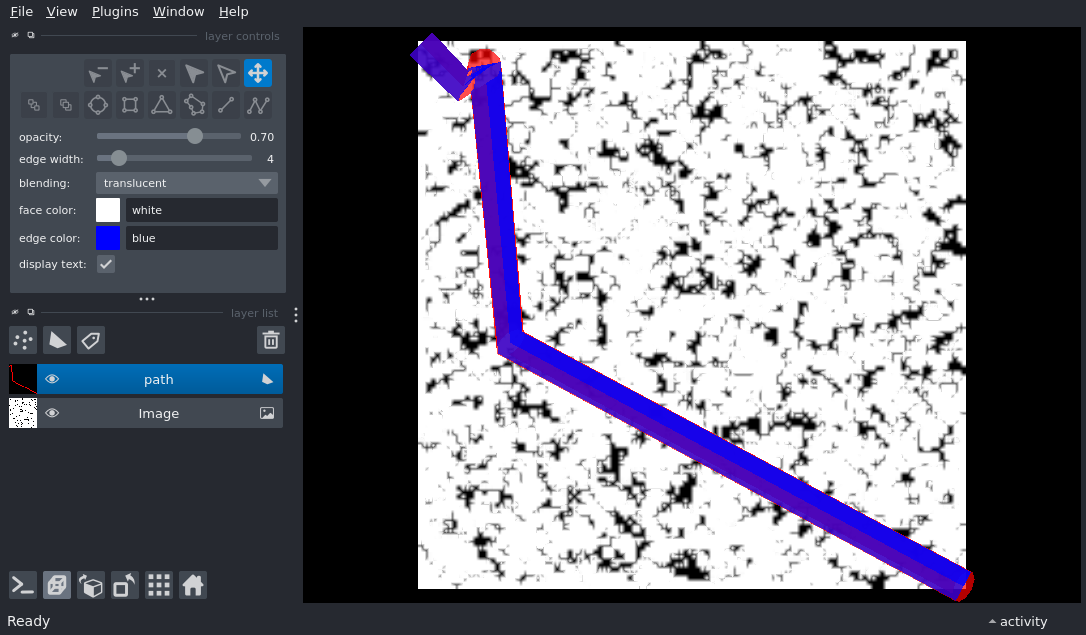 File View Plugins Window Help
layer controls
opacity: 0.70
edge width: 4
blending: translucent
face color: white
edge color: blue
display text:
layer list
path
Image
Ready
activity